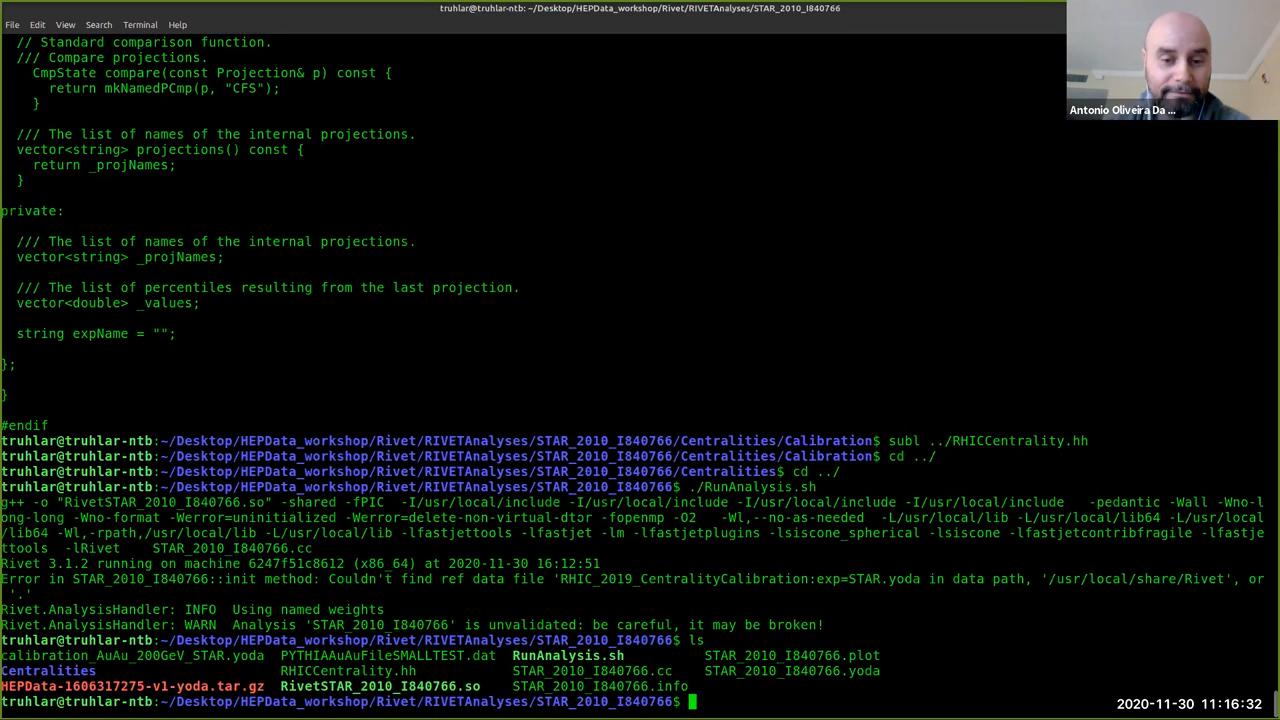 truhlar@truhlar-ntb: ~/Desktop/HEPData_workshop/Rivet/RIVETAnalyses/STAR_2010_I840766
File Edit View Search Terminal Help
// Standard comparison function.
/// Compare projections.
CmpState compare(const Projection& p) const {
return mkNamedPCmp(p, "CFS");
}
/// The list of names of the internal projections.
vector<string> projections() const {
return _projNames;
}
private:
/// The list of names of the internal projections.
vector<string> _projNames;
/// The list of percentiles resulting from the last projection.
vector<double> _values;
string expName = "";
};
}
#endif
truhlar@truhlar-ntb:~/Desktop/HEPData_workshop/Rivet/RIVETAnalyses/STAR_2010_I840766/Centralities/Calibration$ subl ../RHICCentrality.hh
truhlar@truhlar-ntb:~/Desktop/HEPData_workshop/Rivet/RIVETAnalyses/STAR_2010_I840766/Centralities/Calibration$ cd ../
truhlar@truhlar-ntb:~/Desktop/HEPData_workshop/Rivet/RIVETAnalyses/STAR_2010_I840766/Centralities$ cd ../
truhlar@truhlar-ntb:~/Desktop/HEPData_workshop/Rivet/RIVETAnalyses/STAR_2010_I840766$ ./RunAnalysis.sh
g++ -o "RivetSTAR_2010_I840766.so" -shared -fPIC -I/usr/local/include -I/usr/local/include -I/usr/local/include -I/usr/local/include -pedantic -Wall -Wno-l
ong-long -Wno-format -Werror=uninitialized -Werror=delete-non-virtual-dtor -fopenmp -O2 -Wl,--no-as-needed -L/usr/local/lib -L/usr/local/lib64 -L/usr/local
/lib64 -Wl,-rpath,/usr/local/lib -L/usr/local/lib -lfastjettools -lfastjet -lm -lfastjetplugins -lsiscone_spherical -lsiscone -lfastjetcontribfragile -lfastje
ttools -lRivet STAR_2010_I840766.cc
Rivet 3.1.2 running on machine 6247f51c8612 (x86_64) at 2020-11-30 16:12:51
Error in STAR_2010_I840766::init method: Couldn't find ref data file 'RHIC_2019_CentralityCalibration:exp=STAR.yoda in data path, '/usr/local/share/Rivet', or
'.'
Rivet.AnalysisHandler: INFO Using named weights
Rivet.AnalysisHandler: WARN Analysis 'STAR_2010_I840766' is unvalidated: be careful, it may be broken!
truhlar@truhlar-ntb:~/Desktop/HEPData_workshop/Rivet/RIVETAnalyses/STAR_2010_I840766$ ls
calibration_AuAu_200GeV_STAR.yoda PYTHIAAuAuFileSMALLTEST.dat RunAnalysis.sh STAR_2010_I840766.plot
Centralities RHICCentrality.hh STAR_2010_I840766.cc STAR_2010_I840766.yoda
HEPData-1606317275-v1-yoda.tar.gz RivetSTAR_2010_I840766.so STAR_2010_I840766.info
truhlar@truhlar-ntb:~/Desktop/HEPData_workshop/Rivet/RIVETAnalyses/STAR_2010_I840766$
Antonio Oliveira Da ...
2020-11-30 11:16:32